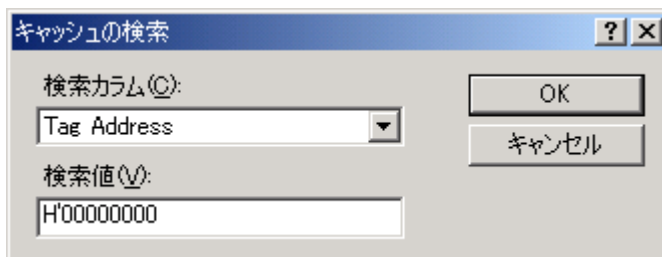 キャッシュの検索
検索カラム(C):
Tag Address
検索値(V):
H'00000000
OK
キャンセル